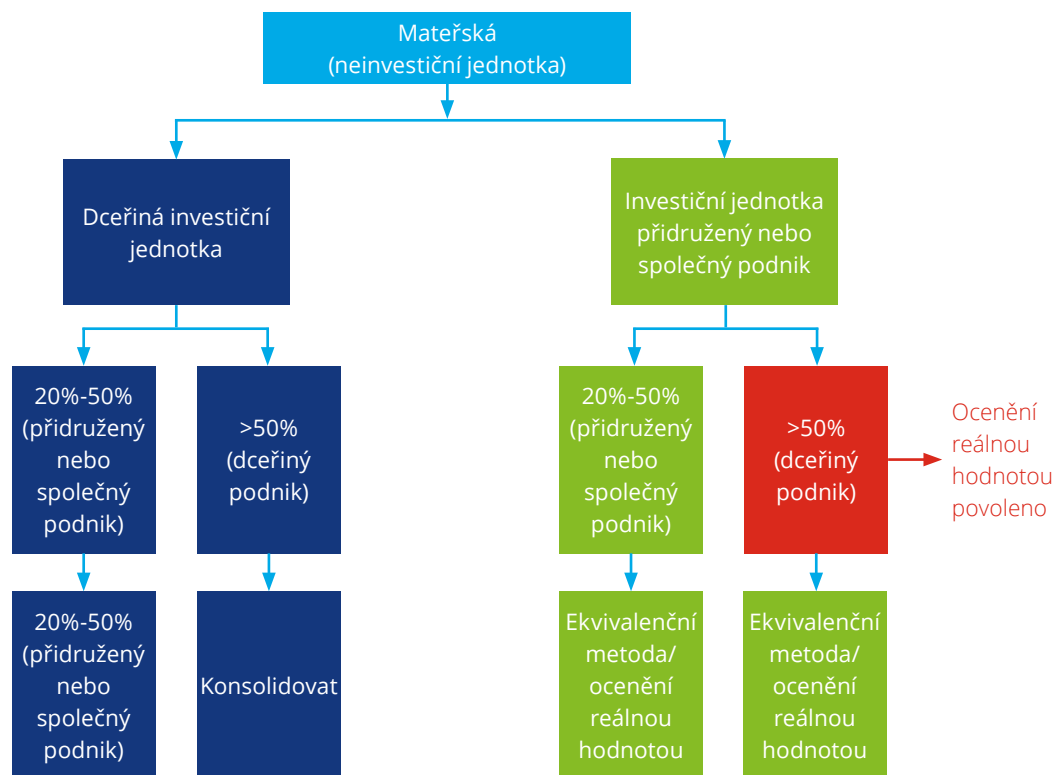 Mateřská
(neinvestiční jednotka)
Dceřiná investiční
jednotka
Investiční jednotka
přidružený nebo
společný podnik
20%-50%
(přidružený
nebo
společný
podnik)
>50%
(dceřiný
podnik)
20%-50%
(přidružený
nebo
společný
podnik)
>50%
(dceřiný
podnik)
Ocenění
reálnou
hodnotou
povoleno
20%-50%
(přidružený
nebo
společný
podnik)
Konsolidovat
Ekvivalenční
metoda/
ocenění
reálnou
hodnotou
Ekvivalenční
metoda/
ocenění
reálnou
hodnotou